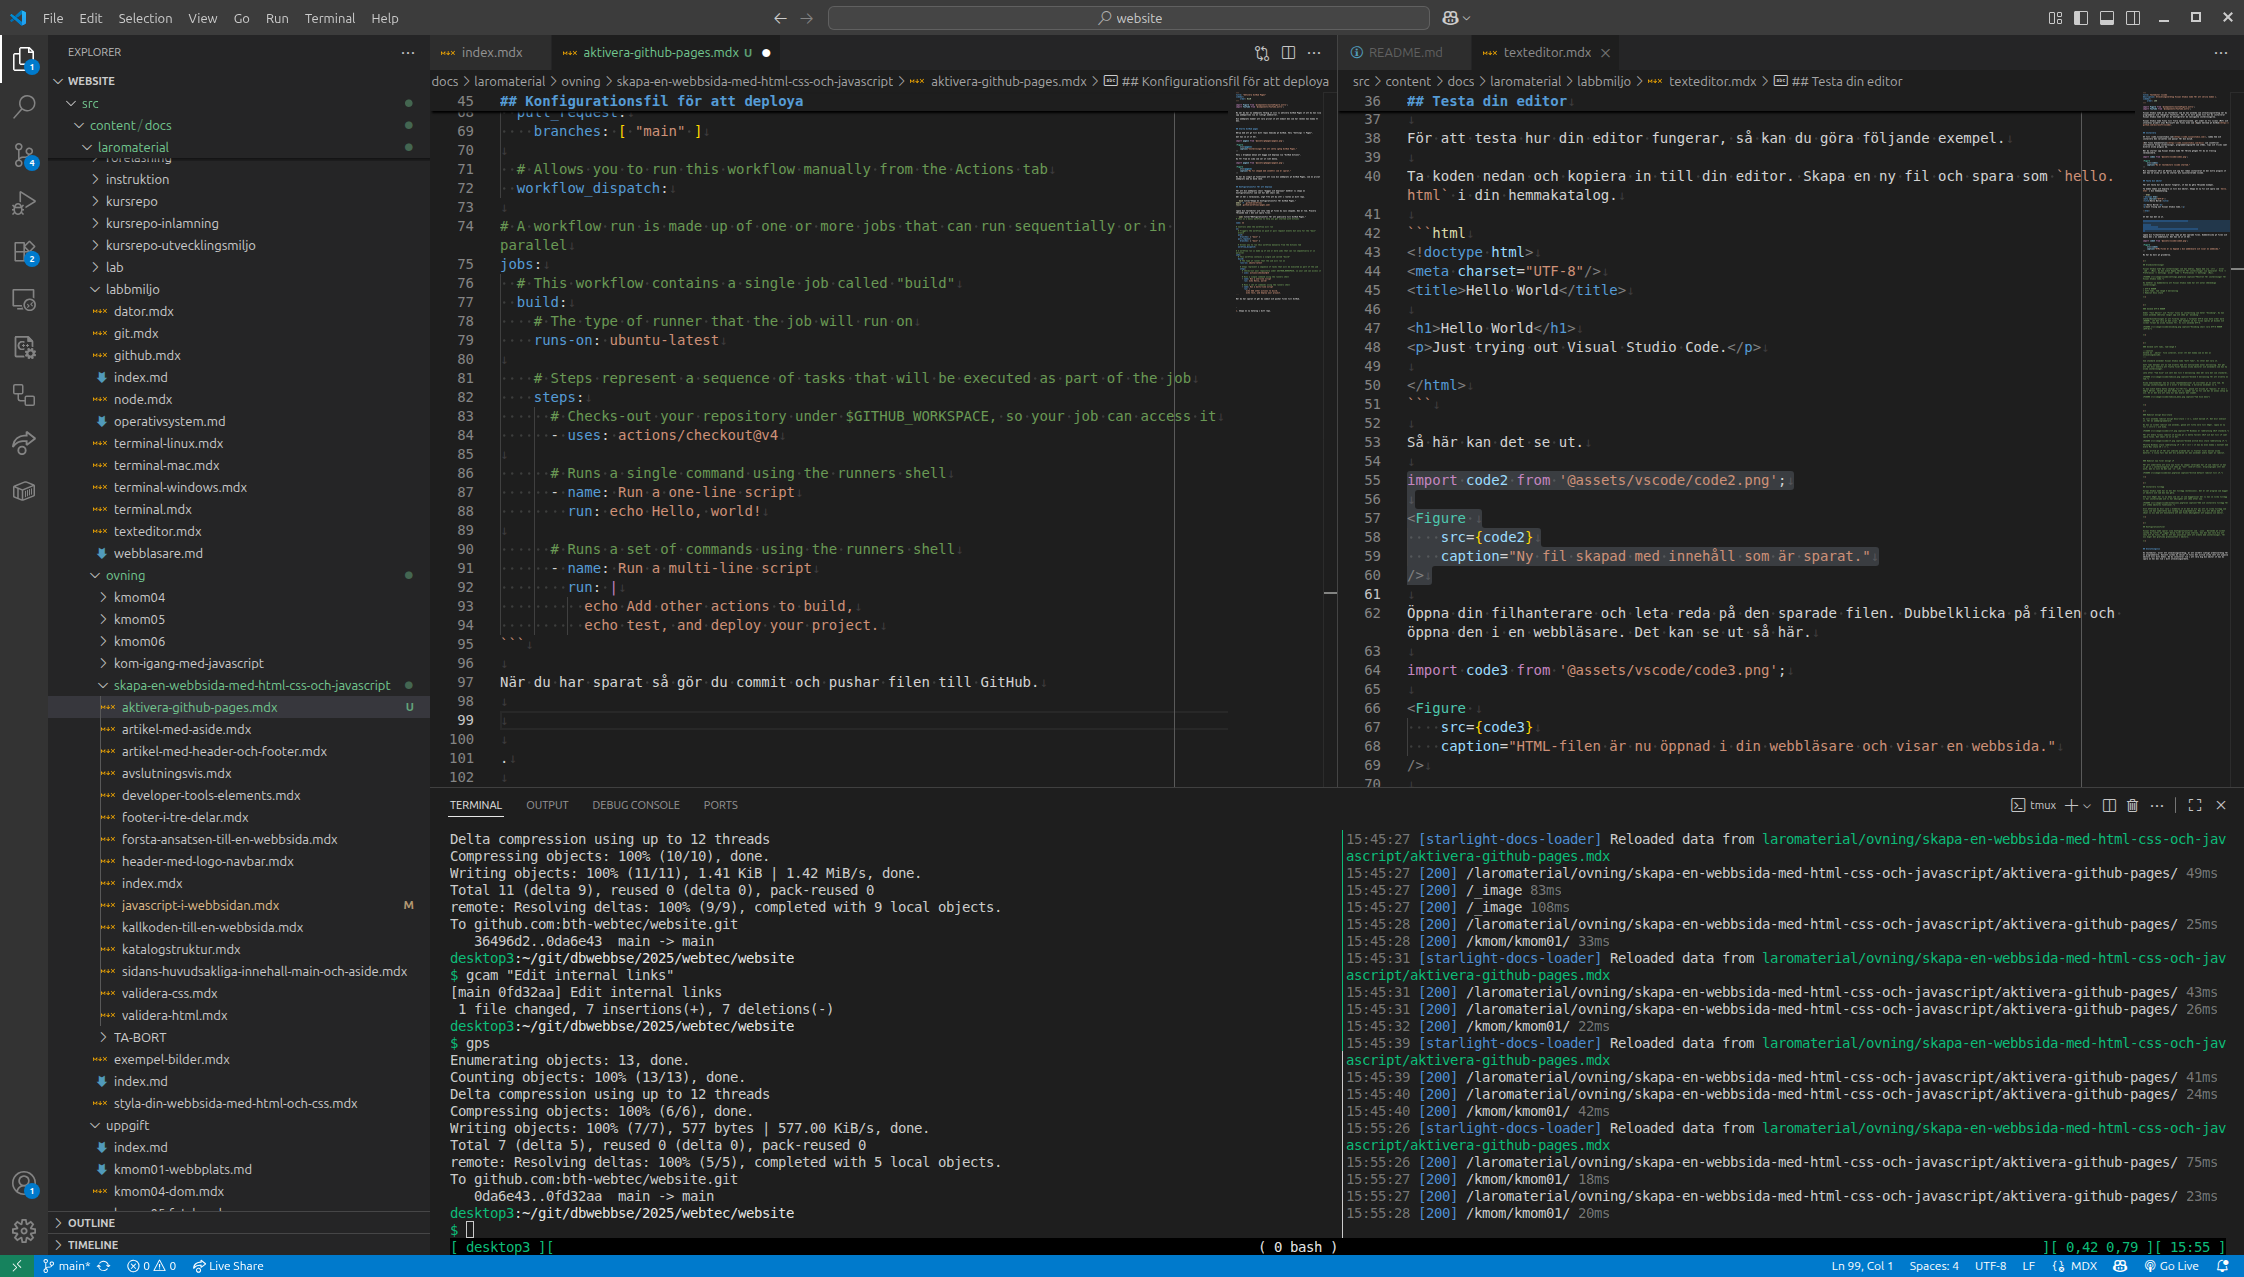 File Edit Selection View Go Run Terminal Help
website
EXPLORER
WEBSITE
src
content/docs
laromaterial
forelasning
instruktion
kursrepo
kursrepo-inlamning
kursrepo-utvecklingsmiljo
lab
labbmiljo
dator.mdx
git.mdx
github.mdx
index.md
node.mdx
operativsystem.md
terminal-linux.mdx
terminal-mac.mdx
terminal-windows.mdx
terminal.mdx
texteditor.mdx
webblasare.md
ovning
kmom04
kmom05
kmom06
kom-igang-med-javascript
skapa-en-webbsida-med-html-css-och-javascript
aktivera-github-pages.mdx U
artikel-med-aside.mdx
artikel-med-header-och-footer.mdx
avslutningsvis.mdx
developer-tools-elements.mdx
footer-i-tre-delar.mdx
forsta-ansatsen-till-en-webbsida.mdx
header-med-logo-navbar.mdx
index.mdx
javascript-i-webbsidan.mdx M
kallkoden-till-en-webbsida.mdx
katalogstruktur.mdx
sidans-huvudsakliga-innehall-main-och-aside.mdx
validera-css.mdx
validera-html.mdx
TA-BORT
exempel-bilder.mdx
index.md
styla-din-webbsida-med-html-och-css.mdx
uppgift
index.md
kmom01-webbplats.md
kmom04-dom.mdx
OUTLINE
TIMELINE
index.mdx
aktivera-github-pages.mdx U
docs > laromaterial > ovning > skapa-en-webbsida-med-html-css-och-javascript > aktivera-github-pages.mdx > ## Konfigurationsfil för att deploya
45 ## Konfigurationsfil för att deploya
68 pull_request:
69 branches: [ "main" ]
70
71 # Allows you to run this workflow manually from the Actions tab
72 workflow_dispatch:
73
74 # A workflow run is made up of one or more jobs that can run sequentially or in
parallel
75 jobs:
76 # This workflow contains a single job called "build"
77 build:
78 # The type of runner that the job will run on
79 runs-on: ubuntu-latest
80
81 # Steps represent a sequence of tasks that will be executed as part of the job
82 steps:
83 # Checks-out your repository under $GITHUB_WORKSPACE, so your job can access it
84 - uses: actions/checkout@v4
85
86 # Runs a single command using the runners shell
87 - name: Run a one-line script
88 run: echo Hello, world!
89
90 # Runs a set of commands using the runners shell
91 - name: Run a multi-line script
92 run: |
93 echo Add other actions to build,
94 echo test, and deploy your project.
95 ```
96
97 När du har sparat så gör du commit och pushar filen till GitHub.
98
99
100
101 .
102
README.md
texteditor.mdx
src > content > docs > laromaterial > labbmiljo > texteditor.mdx > ## Testa din editor
36 ## Testa din editor
37
38 För att testa hur din editor fungerar, så kan du göra följande exempel.
39
40 Ta koden nedan och kopiera in till din editor. Skapa en ny fil och spara som `hello.
html` i din hemmakatalog.
41
42 ```html
43 <!doctype html>
44 <meta charset="UTF-8"/>
45 <title>Hello World</title>
46
47 <h1>Hello World</h1>
48 <p>Just trying out Visual Studio Code.</p>
49
50 </html>
51 ```
52
53 Så här kan det se ut.
54
55 import code2 from '@assets/vscode/code2.png';
56
57 <Figure
58 src={code2}
59 caption="Ny fil skapad med innehåll som är sparat."
60 />
61
62 Öppna din filhanterare och leta reda på den sparade filen. Dubbelklicka på filen och
öppna den i en webbläsare. Det kan se ut så här.
63
64 import code3 from '@assets/vscode/code3.png';
65
66 <Figure
67 src={code3}
68 caption="HTML-filen är nu öppnad i din webbläsare och visar en webbsida."
69 />
70
TERMINAL OUTPUT DEBUG CONSOLE PORTS
tmux
Delta compression using up to 12 threads
Compressing objects: 100% (10/10), done.
Writing objects: 100% (11/11), 1.41 KiB | 1.42 MiB/s, done.
Total 11 (delta 9), reused 0 (delta 0), pack-reused 0
remote: Resolving deltas: 100% (9/9), completed with 9 local objects.
To github.com:bth-webtec/website.git
36496d2..0da6e43 main -> main
desktop3:~/git/dbwebbse/2025/webtec/website
$ gcam "Edit internal links"
[main 0fd32aa] Edit internal links
1 file changed, 7 insertions(+), 7 deletions(-)
desktop3:~/git/dbwebbse/2025/webtec/website
$ gps
Enumerating objects: 13, done.
Counting objects: 100% (13/13), done.
Delta compression using up to 12 threads
Compressing objects: 100% (6/6), done.
Writing objects: 100% (7/7), 577 bytes | 577.00 KiB/s, done.
Total 7 (delta 5), reused 0 (delta 0), pack-reused 0
remote: Resolving deltas: 100% (5/5), completed with 5 local objects.
To github.com:bth-webtec/website.git
0da6e43..0fd32aa main -> main
desktop3:~/git/dbwebbse/2025/webtec/website
$
15:45:27 [starlight-docs-loader] Reloaded data from laromaterial/ovning/skapa-en-webbsida-med-html-css-och-jav
ascript/aktivera-github-pages.mdx
15:45:27 [200] /laromaterial/ovning/skapa-en-webbsida-med-html-css-och-javascript/aktivera-github-pages/ 49ms
15:45:27 [200] /_image 83ms
15:45:27 [200] /_image 108ms
15:45:28 [200] /laromaterial/ovning/skapa-en-webbsida-med-html-css-och-javascript/aktivera-github-pages/ 25ms
15:45:28 [200] /kmom/kmom01/ 33ms
15:45:31 [starlight-docs-loader] Reloaded data from laromaterial/ovning/skapa-en-webbsida-med-html-css-och-jav
ascript/aktivera-github-pages.mdx
15:45:31 [200] /laromaterial/ovning/skapa-en-webbsida-med-html-css-och-javascript/aktivera-github-pages/ 43ms
15:45:31 [200] /laromaterial/ovning/skapa-en-webbsida-med-html-css-och-javascript/aktivera-github-pages/ 26ms
15:45:32 [200] /kmom/kmom01/ 22ms
15:45:39 [starlight-docs-loader] Reloaded data from laromaterial/ovning/skapa-en-webbsida-med-html-css-och-jav
ascript/aktivera-github-pages.mdx
15:45:39 [200] /laromaterial/ovning/skapa-en-webbsida-med-html-css-och-javascript/aktivera-github-pages/ 41ms
15:45:40 [200] /laromaterial/ovning/skapa-en-webbsida-med-html-css-och-javascript/aktivera-github-pages/ 24ms
15:45:40 [200] /kmom/kmom01/ 42ms
15:55:26 [starlight-docs-loader] Reloaded data from laromaterial/ovning/skapa-en-webbsida-med-html-css-och-jav
ascript/aktivera-github-pages.mdx
15:55:26 [200] /laromaterial/ovning/skapa-en-webbsida-med-html-css-och-javascript/aktivera-github-pages/ 75ms
15:55:27 [200] /kmom/kmom01/ 18ms
15:55:27 [200] /laromaterial/ovning/skapa-en-webbsida-med-html-css-och-javascript/aktivera-github-pages/ 23ms
15:55:28 [200] /kmom/kmom01/ 20ms
[ desktop3 ][ ( 0 bash ) ][ 0,42 0,79 ][ 15:55 ]
main* 0 0 Live Share Ln 99, Col 1 Spaces: 4 UTF-8 LF MDX Go Live